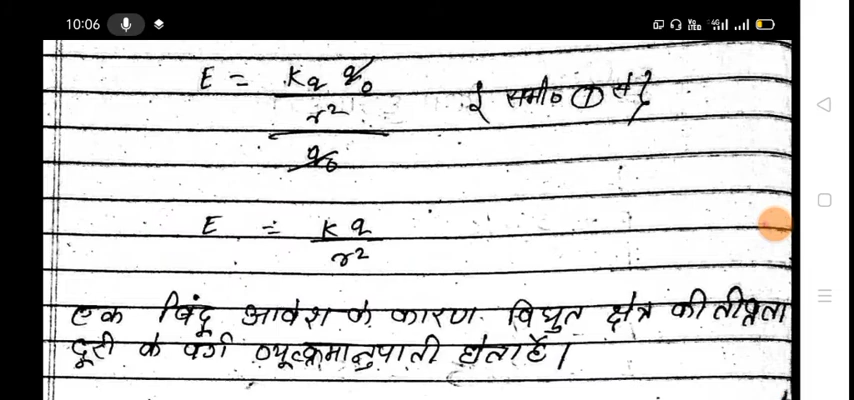 10:06
E = Kq q₀ { समी० ① से }
r²
q₀
E = Kq
r²
एक बिंदू आवेश के कारण विधुत क्षेत्र की तीव्रता
दूरी के वर्ग व्यूत्क्रमानुपाती होता है।